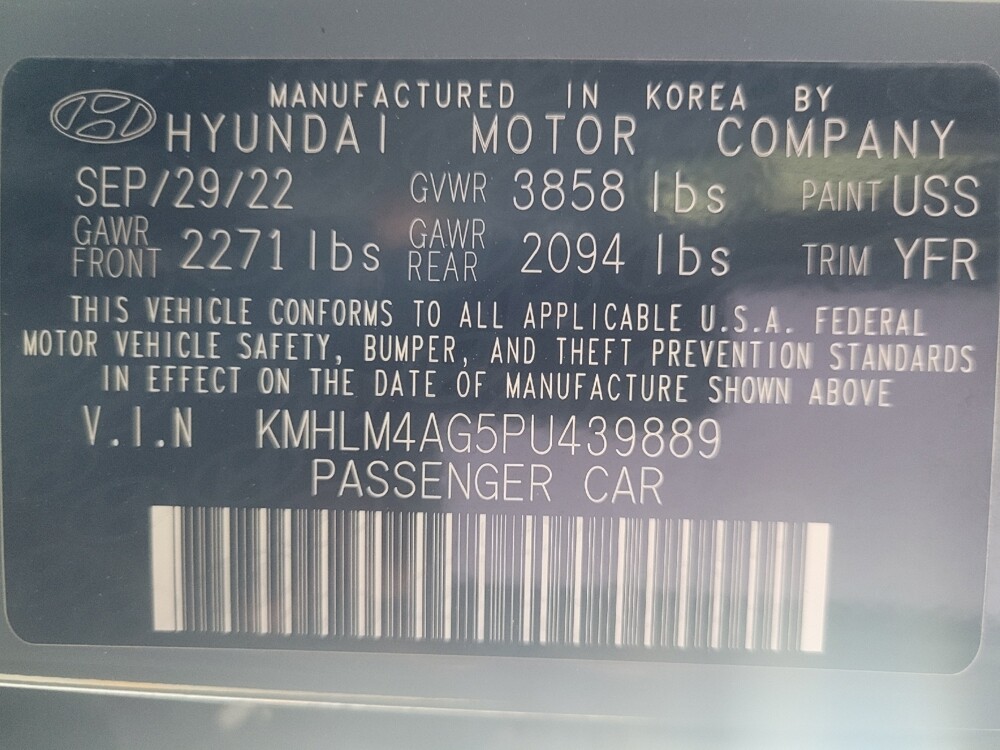 MANUFACTURED IN KOREA BY
HYUNDAI MOTOR COMPANY
SEP/29/22 GVWR 3858 lbs PAINT USS
GAWR FRONT 2271 lbs GAWR REAR 2094 lbs TRIM YFR
THIS VEHICLE CONFORMS TO ALL APPLICABLE U.S.A. FEDERAL
MOTOR VEHICLE SAFETY, BUMPER, AND THEFT PREVENTION STANDARDS
IN EFFECT ON THE DATE OF MANUFACTURE SHOWN ABOVE
V.I.N KMHLM4AG5PU439889
PASSENGER CAR